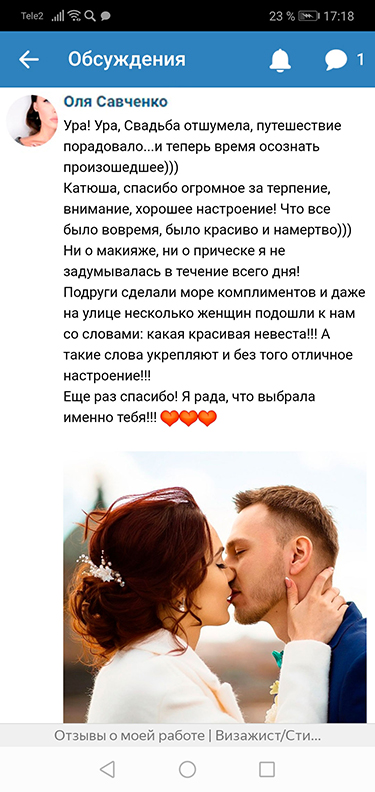 Tele2 23 % 17:18
Обсуждения 1
Оля Савченко
Ура! Ура, Свадьба отшумела, путешествие
порадовало...и теперь время осознать
произошедшее)))
Катюша, спасибо огромное за терпение,
внимание, хорошее настроение! Что все
было вовремя, было красиво и намертво)))
Ни о макияже, ни о прическе я не
задумывалась в течение всего дня!
Подруги сделали море комплиментов и даже
на улице несколько женщин подошли к нам
со словами: какая красивая невеста!!! А
такие слова укрепляют и без того отличное
настроение!!!
Еще раз спасибо! Я рада, что выбрала
именно тебя!!! ❤❤❤
Отзывы о моей работе | Визажист/Сти...